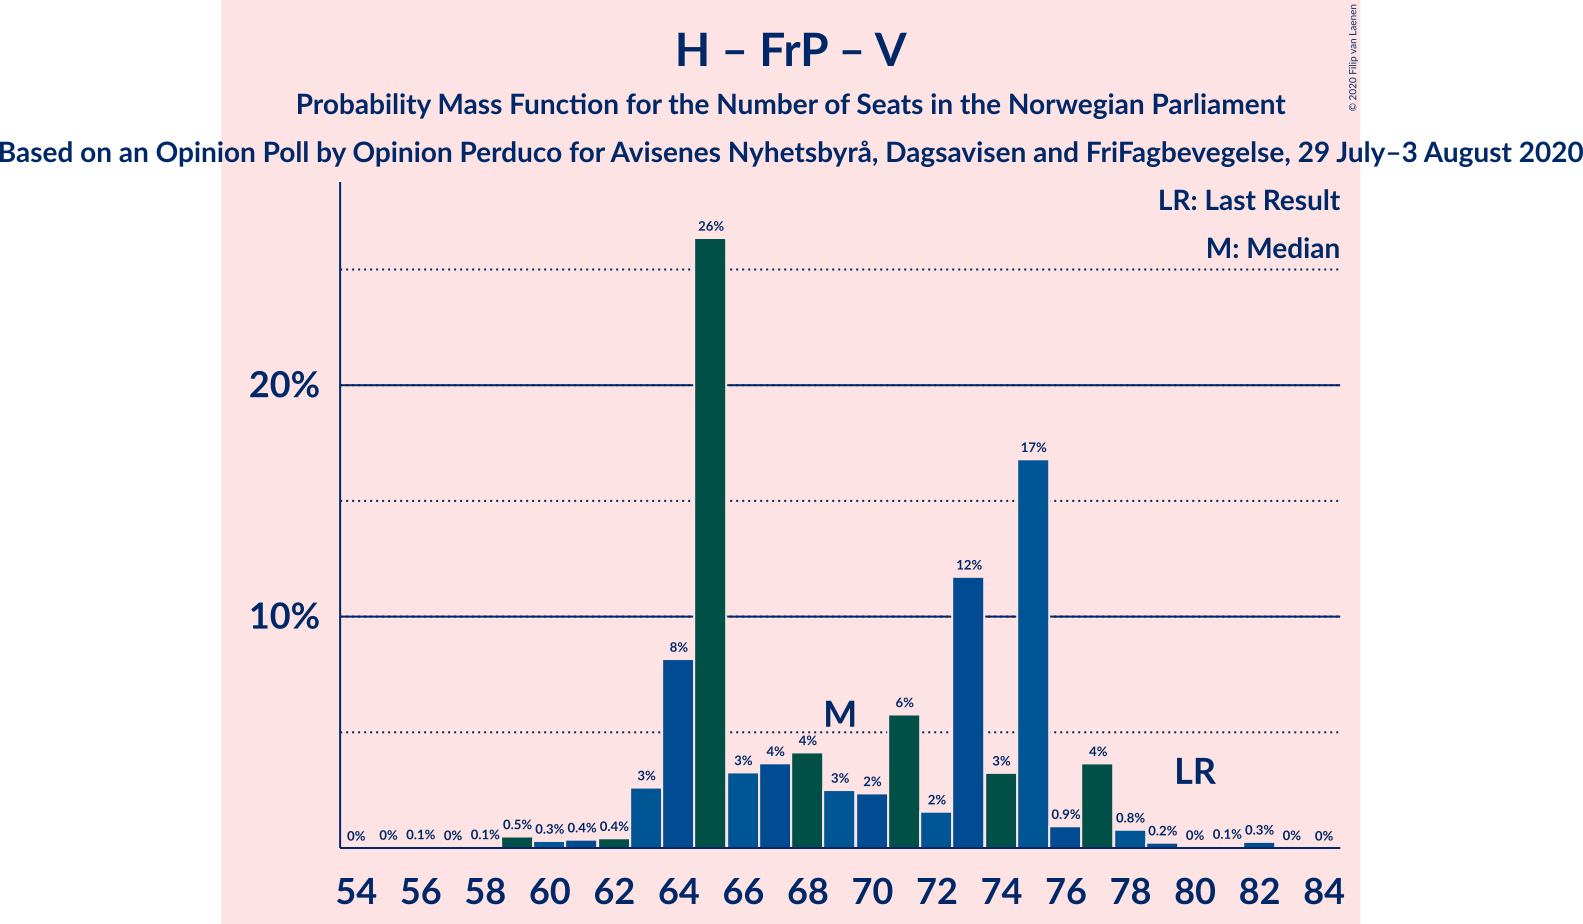 H – FrP – V
Probability Mass Function for the Number of Seats in the Norwegian Parliament
Based on an Opinion Poll by Opinion Perduco for Avisenes Nyhetsbyrå, Dagsavisen and FriFagbevegelse, 29 July–3 August 2020
© 2020 Filip van Laenen
LR: Last Result
M: Median
26%
20%
17%
12%
10%
8%
M
6%
4%
LR
3% 3% 4% 3% 2% 2% 3% 4%
0% 0% 0.1% 0% 0.1% 0.5% 0.3% 0.4% 0.4% 0.9% 0.8% 0.2% 0% 0.1% 0.3% 0% 0%
54 56 58 60 62 64 66 68 70 72 74 76 78 80 82 84